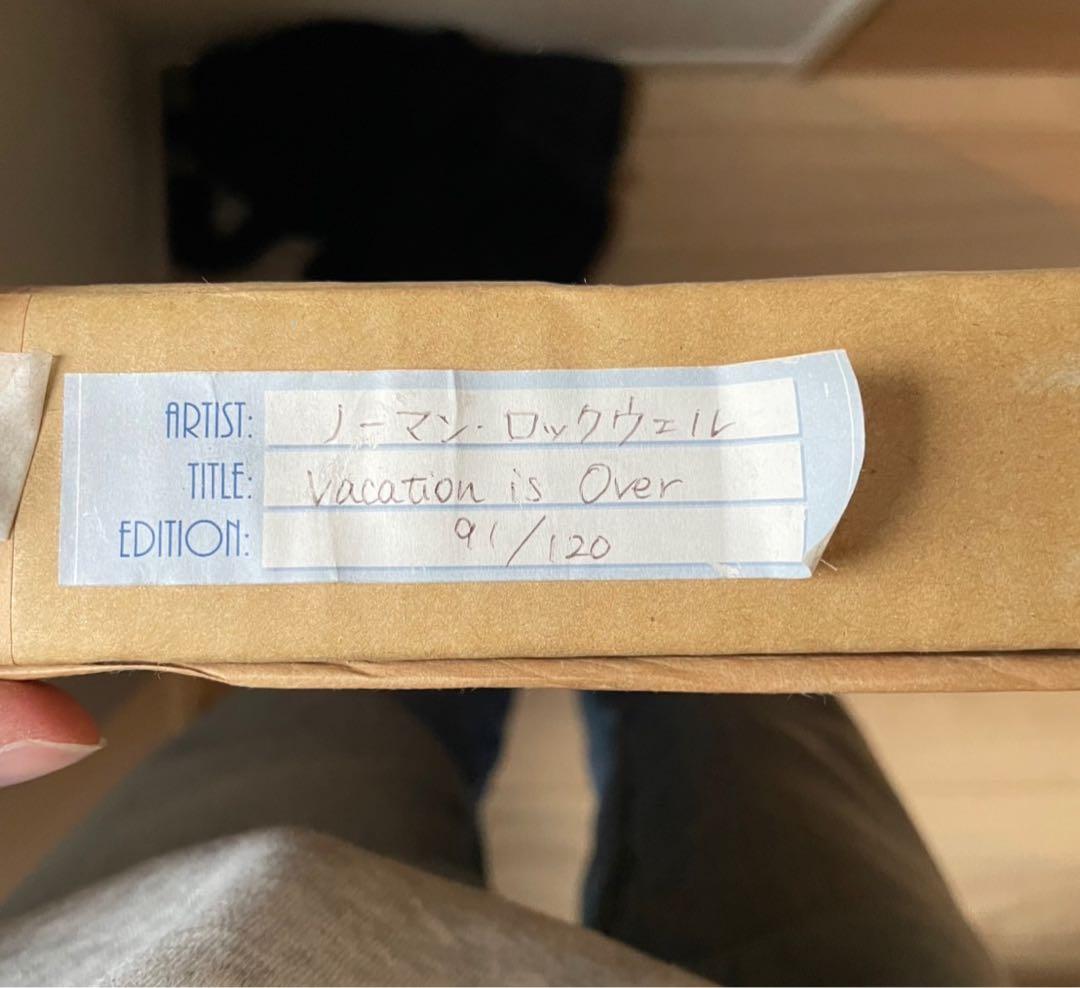 ARTIST: ノーマン・ロックウェル
TITLE: Vacation is Over
EDITION: 91/120